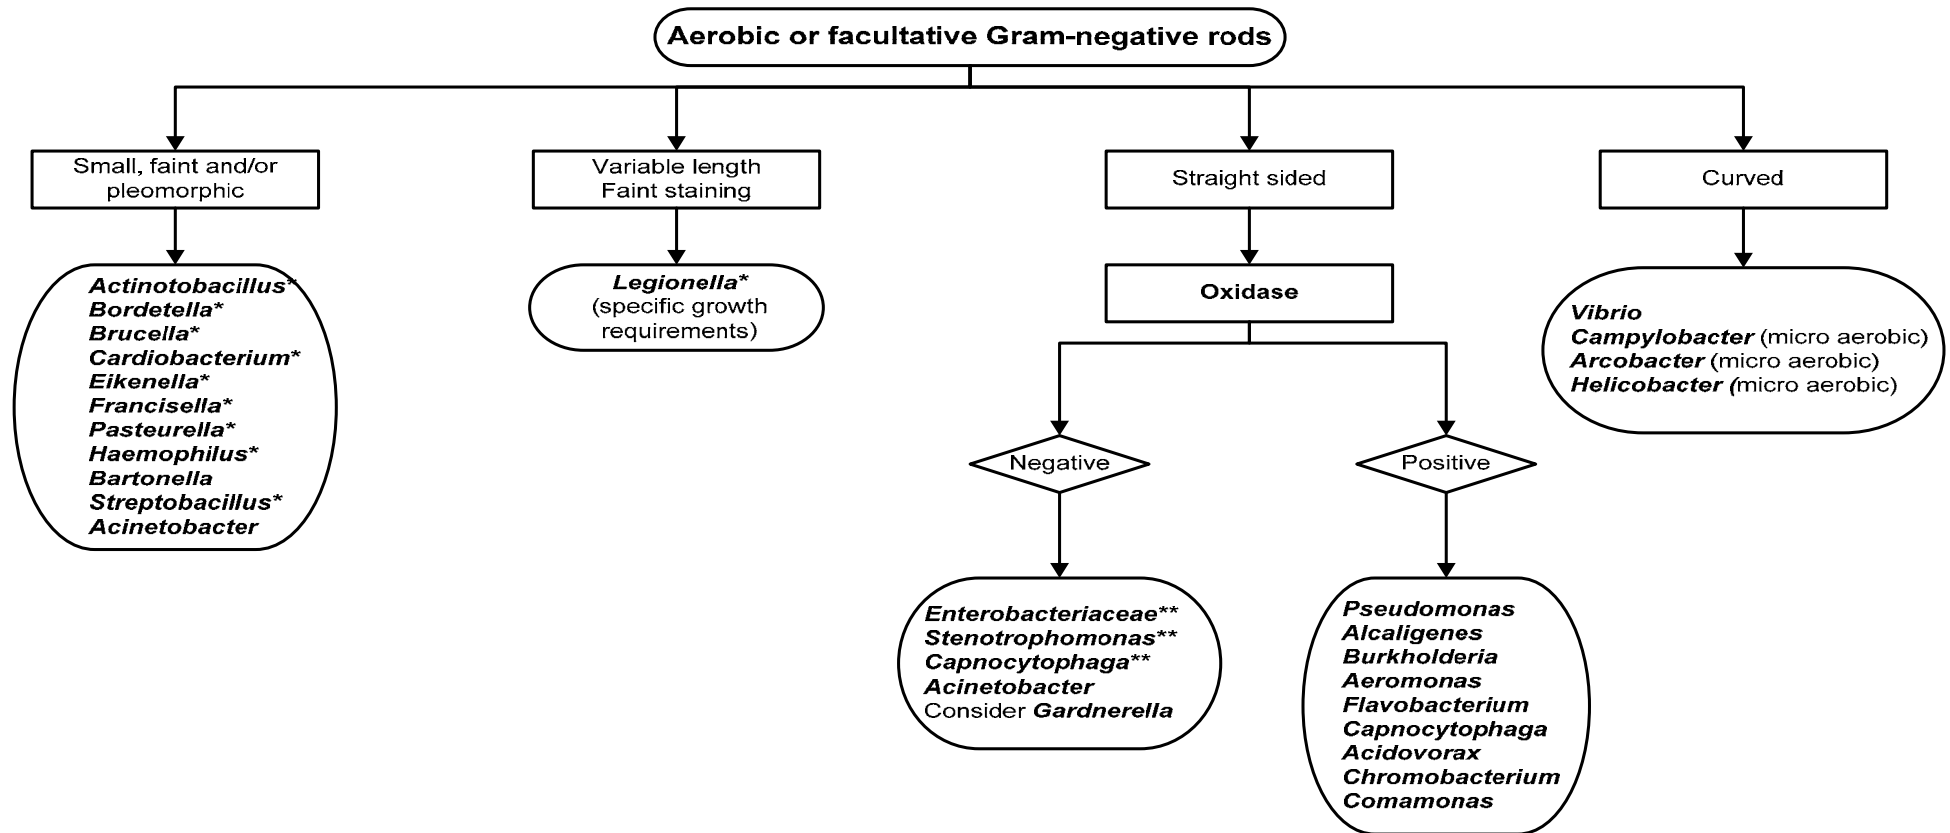 Aerobic or facultative Gram-negative rods
Small, faint and/or
pleomorphic
Variable length
Faint staining
Straight sided
Curved
Actinotobacillus*
Bordetella*
Brucella*
Cardiobacterium*
Eikenella*
Francisella*
Pasteurella*
Haemophilus*
Bartonella
Streptobacillus*
Acinetobacter
Legionella*
(specific growth
requirements)
Oxidase
Vibrio
Campylobacter (micro aerobic)
Arcobacter (micro aerobic)
Helicobacter (micro aerobic)
Negative
Positive
Enterobacteriaceae**
Stenotrophomonas**
Capnocytophaga**
Acinetobacter
Consider Gardnerella
Pseudomonas
Alcaligenes
Burkholderia
Aeromonas
Flavobacterium
Capnocytophaga
Acidovorax
Chromobacterium
Comamonas